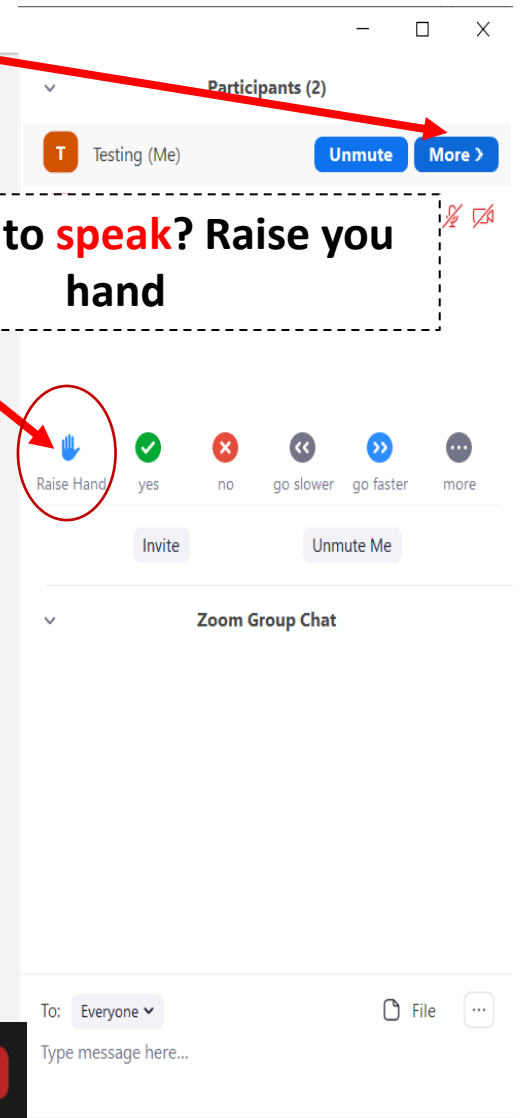 Participants (2)
T Testing (Me) Unmute More
to speak? Raise you
hand
Raise Hand yes no go slower go faster more
Invite Unmute Me
Zoom Group Chat
To: Everyone File ...
Type message here...